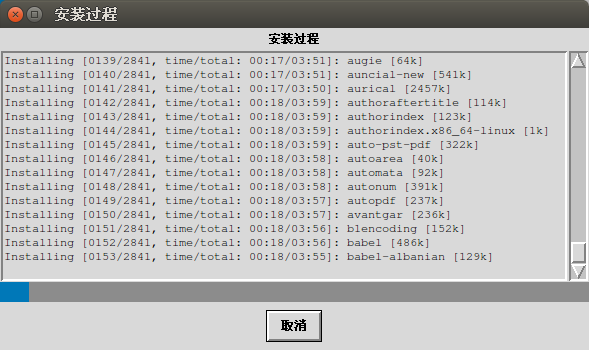 安装过程
安装过程
Installing [0139/2841, time/total: 00:17/03:51]: augie [64k]
Installing [0140/2841, time/total: 00:17/03:51]: auncial-new [541k]
Installing [0141/2841, time/total: 00:17/03:50]: aurical [2457k]
Installing [0142/2841, time/total: 00:18/03:59]: authoraftertitle [114k]
Installing [0143/2841, time/total: 00:18/03:59]: authorindex [123k]
Installing [0144/2841, time/total: 00:18/03:59]: authorindex.x86_64-linux [1k]
Installing [0145/2841, time/total: 00:18/03:59]: auto-pst-pdf [322k]
Installing [0146/2841, time/total: 00:18/03:58]: autoarea [40k]
Installing [0147/2841, time/total: 00:18/03:58]: automata [92k]
Installing [0148/2841, time/total: 00:18/03:58]: autonum [391k]
Installing [0149/2841, time/total: 00:18/03:57]: autopdf [237k]
Installing [0150/2841, time/total: 00:18/03:57]: avantgar [236k]
Installing [0151/2841, time/total: 00:18/03:56]: blencoding [152k]
Installing [0152/2841, time/total: 00:18/03:56]: babel [486k]
Installing [0153/2841, time/total: 00:18/03:55]: babel-albanian [129k]
取消